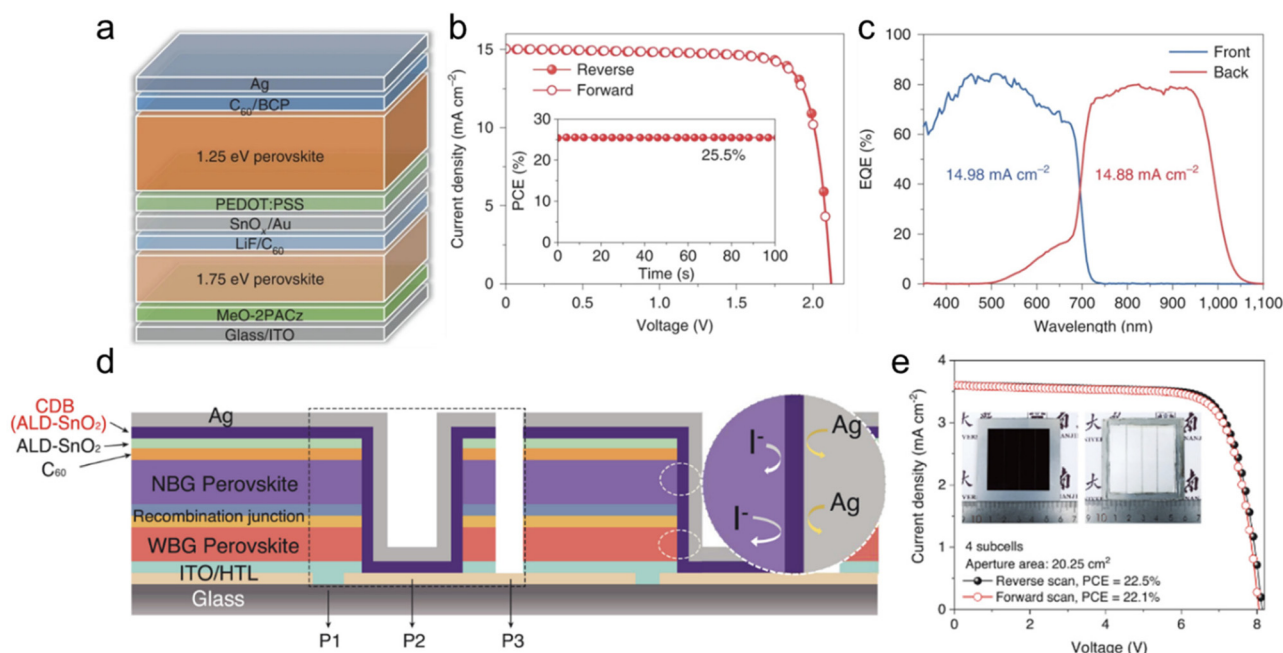 a
Ag
C₆₀/BCP
1.25 eV perovskite
PEDOT:PSS
SnOₓ/Au
LiF/C₆₀
1.75 eV perovskite
MeO-2PACz
Glass/ITO
b
Current density (mA cm⁻²)
15
10
5
0
Reverse
Forward
PCE (%)
30
20
10
0
25.5%
0 20 40 60 80 100
Time (s)
0 0.5 1.0 1.5 2.0
Voltage (V)
c
EQE (%)
100
80
60
40
20
0
Front
Back
14.98 mA cm⁻²
14.88 mA cm⁻²
400 500 600 700 800 900 1,000 1,100
Wavelength (nm)
d
CDB
(ALD-SnO₂)
ALD-SnO₂
C₆₀
Ag
NBG Perovskite
Recombination junction
WBG Perovskite
ITO/HTL
Glass
P1 P2 P3
I⁻
Ag
I⁻
Ag
e
Current density (mA cm⁻²)
4
3
2
1
0
4 subcells
Aperture area: 20.25 cm²
Reverse scan, PCE = 22.5%
Forward scan, PCE = 22.1%
0 2 4 6 8
Voltage (V)